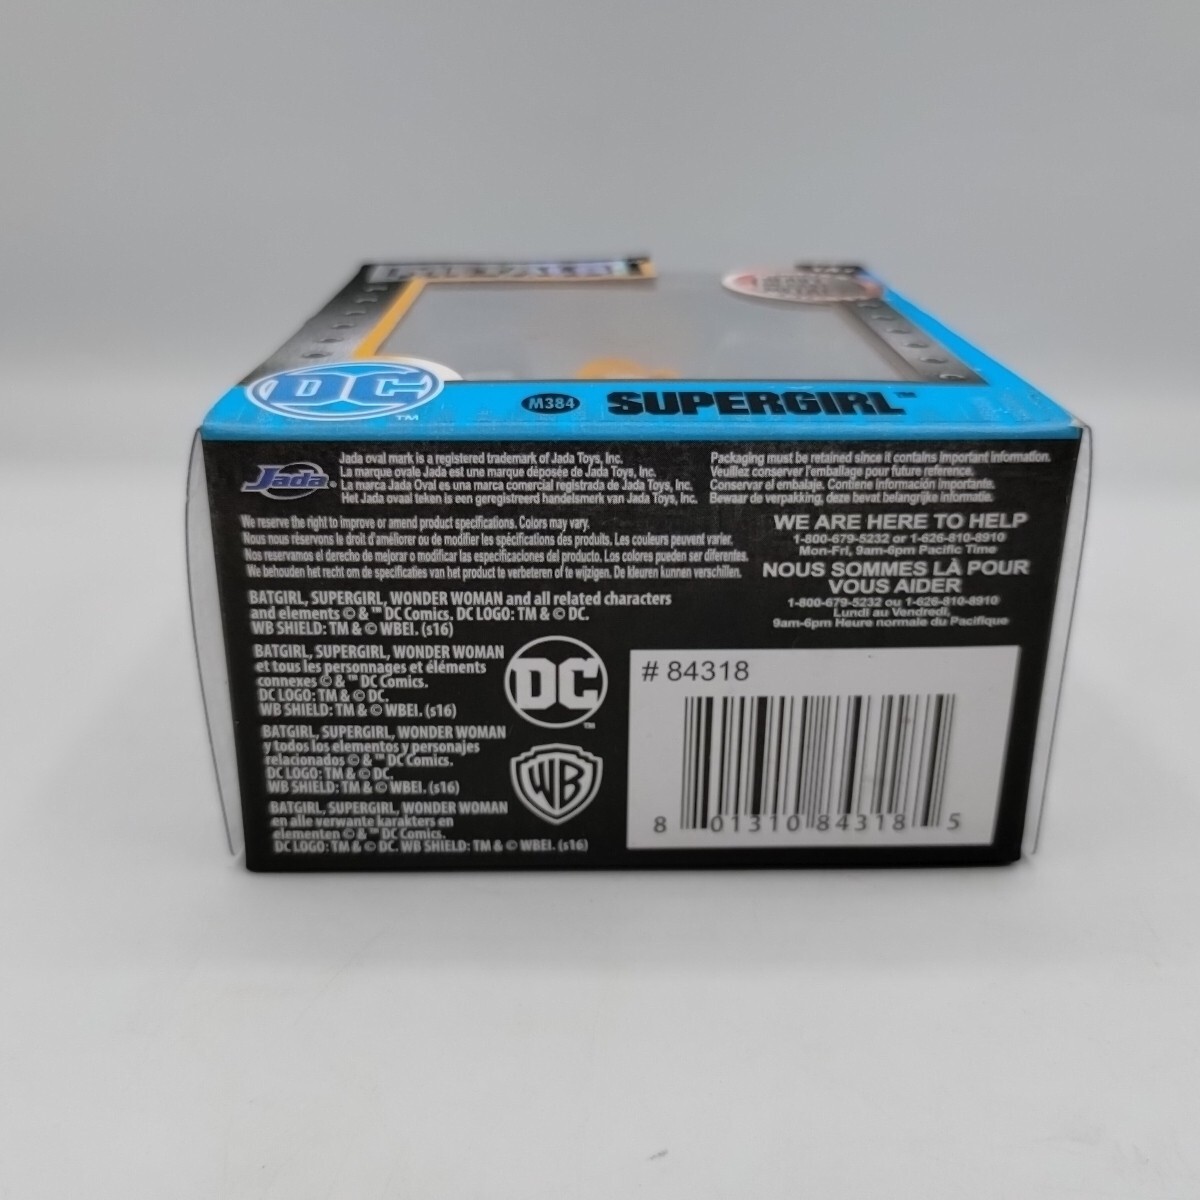 DC
TM
M384
SUPERGIRL™
Jada®
Jada oval mark is a registered trademark of Jada Toys, Inc.
La marque ovale Jada est une marque déposée de Jada Toys, Inc.
La marca Jada Oval es una marca comercial registrada de Jada Toys, Inc.
Het Jada ovaal teken is een geregistreerd handelsmerk van Jada Toys, Inc.
Packaging must be retained since it contains important information.
Veuillez conserver l'emballage pour future reference.
Conservar el embalaje. Contiene información importante.
Bewaar de verpakking, deze bevat belangrijke informatie.
We reserve the right to improve or amend product specifications. Colors may vary.
Nous nous réservons le droit d'améliorer ou de modifier les spécifications des produits. Les couleurs peuvent varier.
Nos reservamos el derecho de mejorar o modificar las especificaciones del producto. Los colores pueden ser diferentes.
We behouden het recht om de specificaties van het product te verbeteren of te wijzigen. De kleuren kunnen verschillen.
WE ARE HERE TO HELP
1-800-679-5232 or 1-626-810-8910
Mon-Fri, 9am-6pm Pacific Time
NOUS SOMMES LÀ POUR
VOUS AIDER
1-800-679-5232 ou 1-626-810-8910
Lundi au Vendredi,
9am-6pm Heure normale du Pacifique
BATGIRL, SUPERGIRL, WONDER WOMAN and all related characters
and elements © & ™ DC Comics. DC LOGO: TM & © DC.
WB SHIELD: TM & © WBEI. (s16)
BATGIRL, SUPERGIRL, WONDER WOMAN
et tous les personnages et éléments
connexes © & ™ DC Comics.
DC LOGO: TM & © DC.
WB SHIELD: TM & © WBEI. (s16)
BATGIRL, SUPERGIRL, WONDER WOMAN
y todos los elementos y personajes
relacionados © & ™ DC Comics.
DC LOGO: TM & © DC.
WB SHIELD: TM & © WBEI. (s16)
BATGIRL, SUPERGIRL, WONDER WOMAN
en alle verwante karakters en
elementen © & ™ DC Comics.
DC LOGO: TM & © DC. WB SHIELD: TM & © WBEI. (s16)
DC
TM
WB
# 84318
8 01310 84318 5